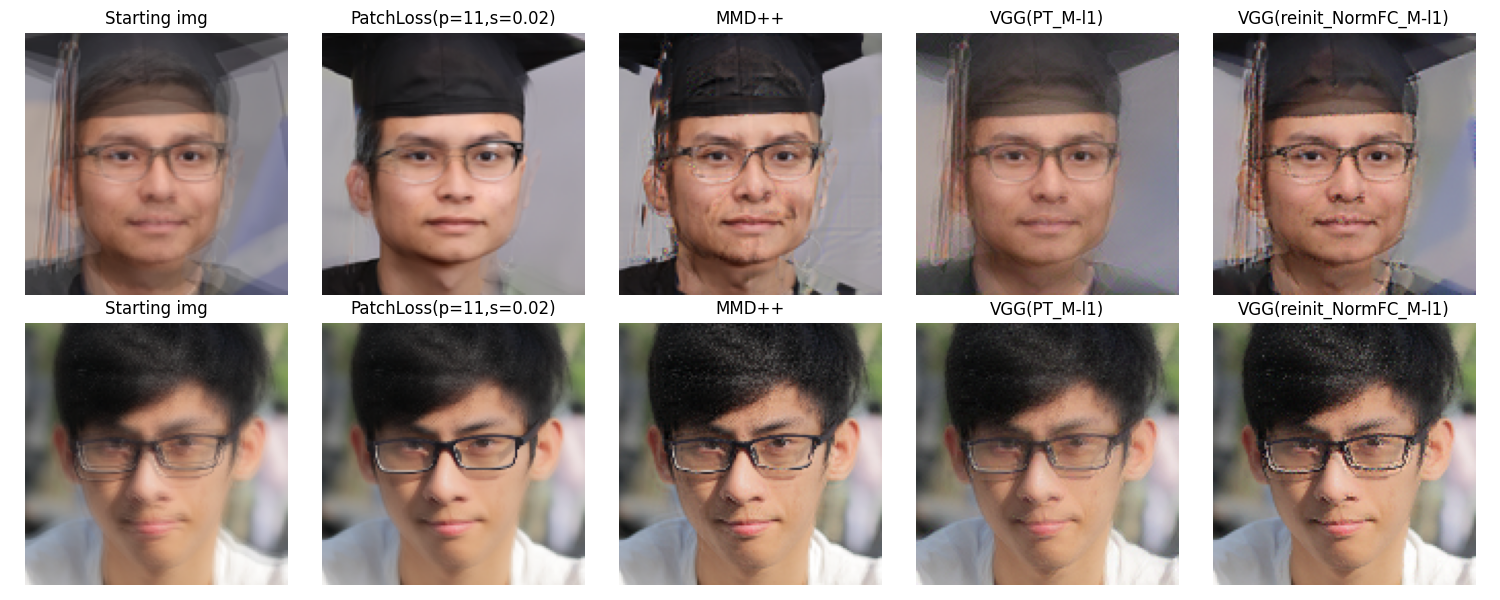 Starting img PatchLoss(p=11,s=0.02) MMD++ VGG(PT_M-l1) VGG(reinit_NormFC_M-l1)
Starting img PatchLoss(p=11,s=0.02) MMD++ VGG(PT_M-l1) VGG(reinit_NormFC_M-l1)